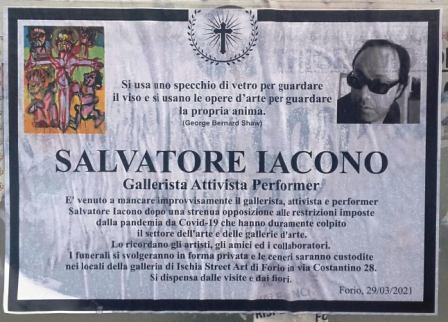 Si usa uno specchio di vetro per guardare
il viso e si usano le opere d'arte per guardare
la propria anima.
(George Bernard Shaw)
SALVATORE IACONO
Gallerista Attivista Performer
E' venuto a mancare improvvisamente il gallerista, attivista e performer
Salvatore Iacono dopo una strenua opposizione alle restrizioni imposte
dalla pandemia da Covid-19 che hanno duramente colpito
il settore dell'arte e delle gallerie d'arte.
Lo ricordano gli artisti, gli amici ed i collaboratori.
I funerali si svolgeranno in forma privata e le ceneri saranno custodite
nei locali della galleria di Ischia Street Art di Forio in via Costantino 28.
Si dispensa dalle visite e dai fiori.
Forio, 29/03/2021